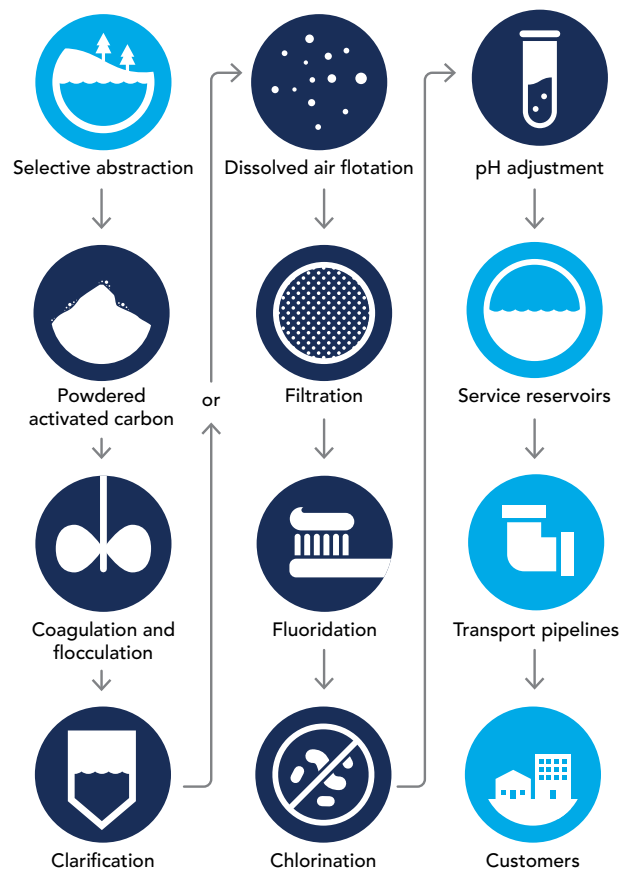 Selective abstraction
Powdered
activated carbon
Coagulation and
flocculation
Clarification
or
Dissolved air flotation
Filtration
Fluoridation
Chlorination
pH adjustment
Service reservoirs
Transport pipelines
Customers